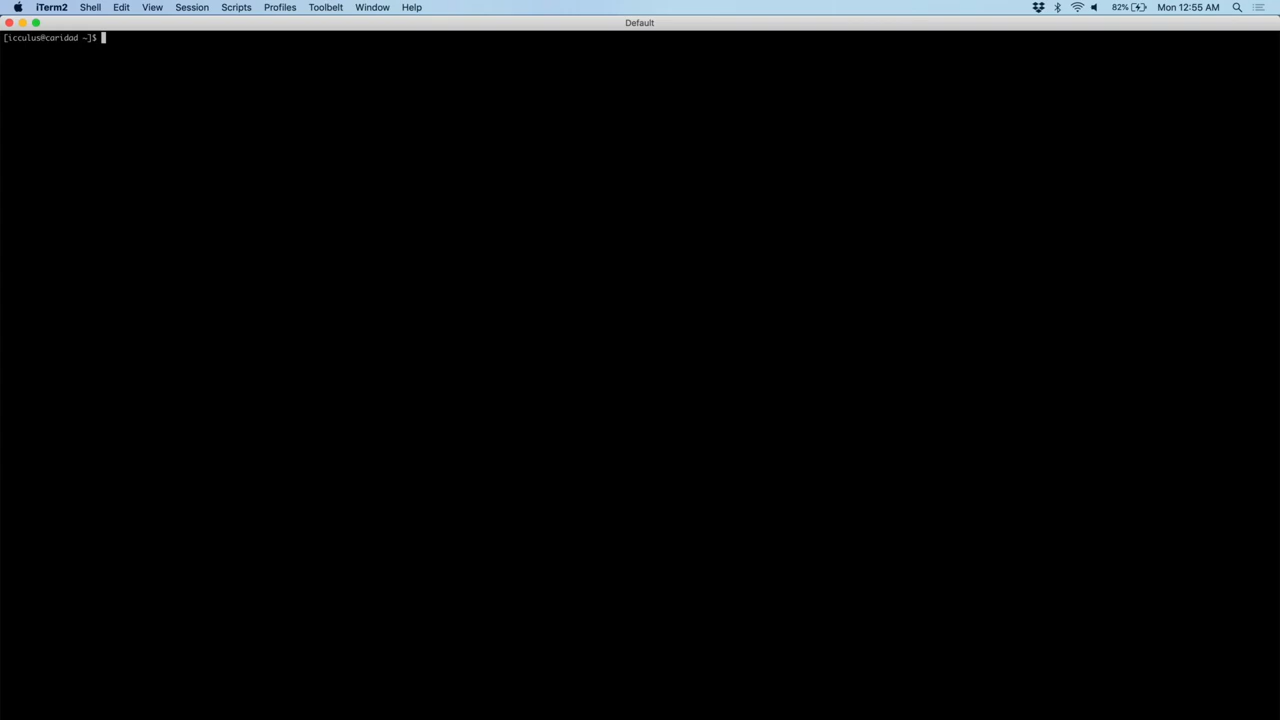 iTerm2 Shell Edit View Session Scripts Profiles Toolbelt Window Help 82% Mon 12:55 AM
Default
[icculus@caridad ~]$